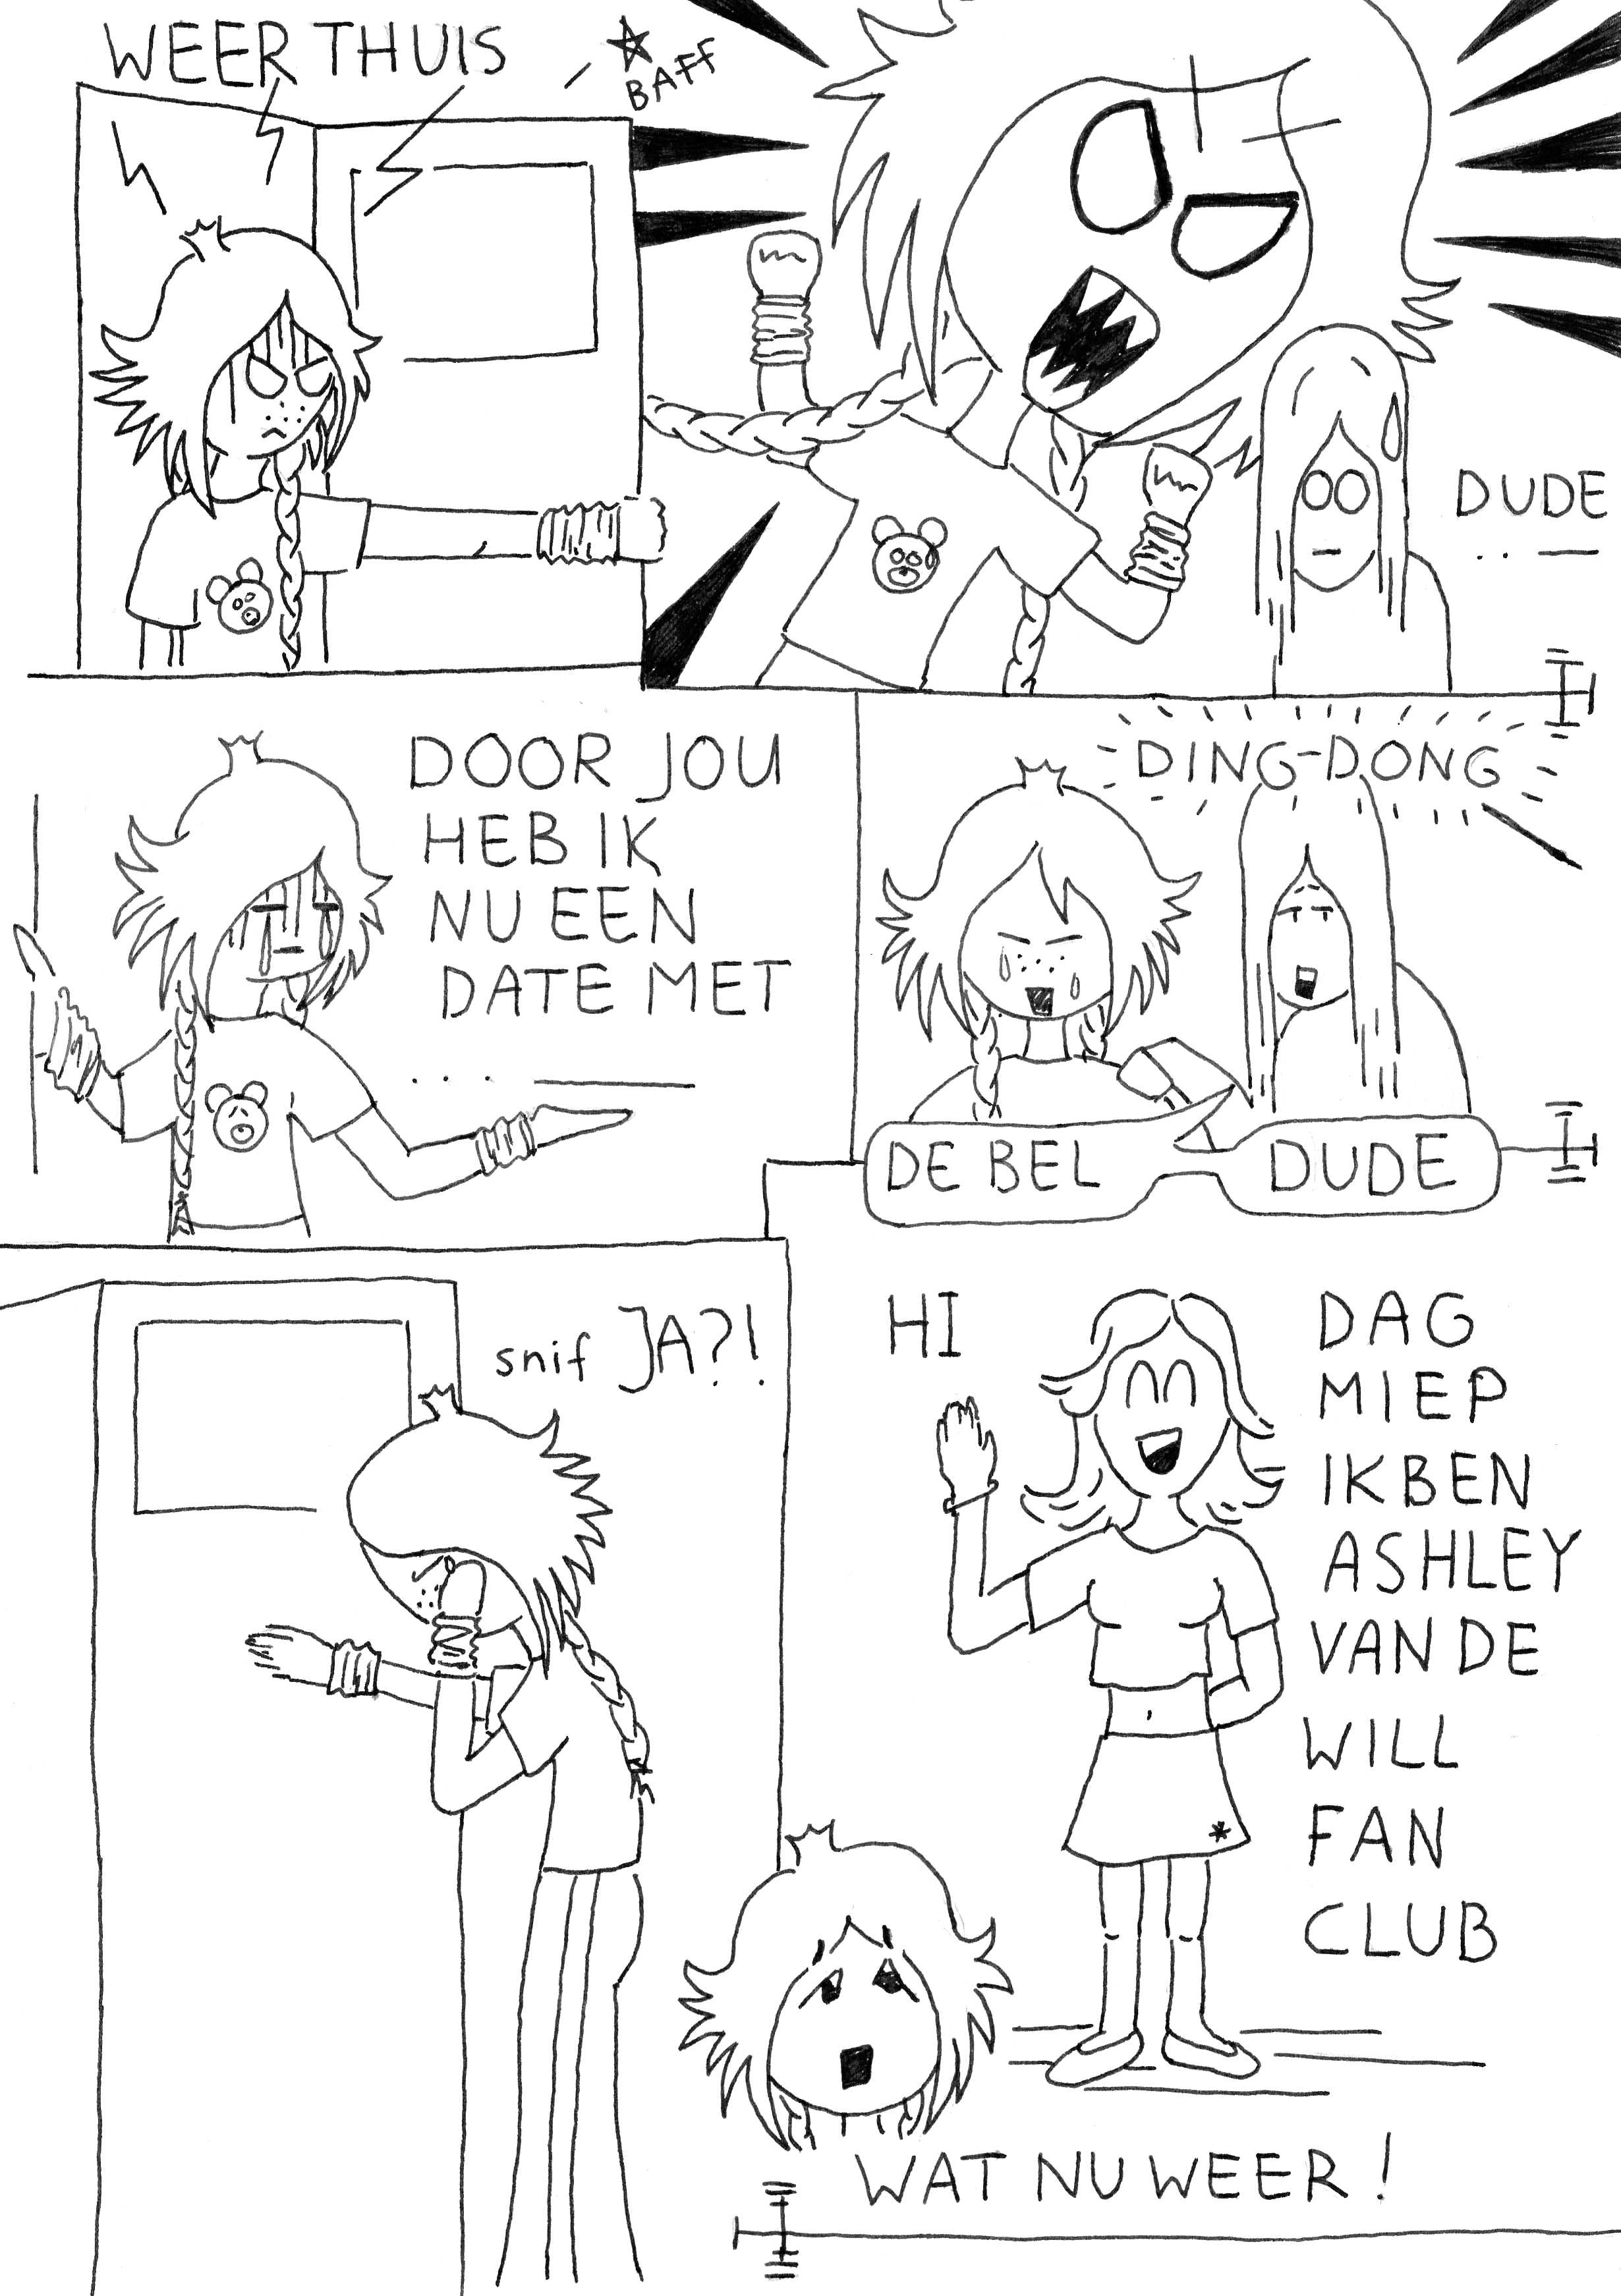 WEER THUIS
BAFF
DUDE
. . —
DOOR JOU
HEB IK
NU EEN
DATE MET
. . . ——
DING-DONG
DE BEL DUDE
snif JA?!
HI
DAG
MIEP
IK BEN
ASHLEY
VAN DE
WILL
FAN
CLUB
WAT NU WEER!